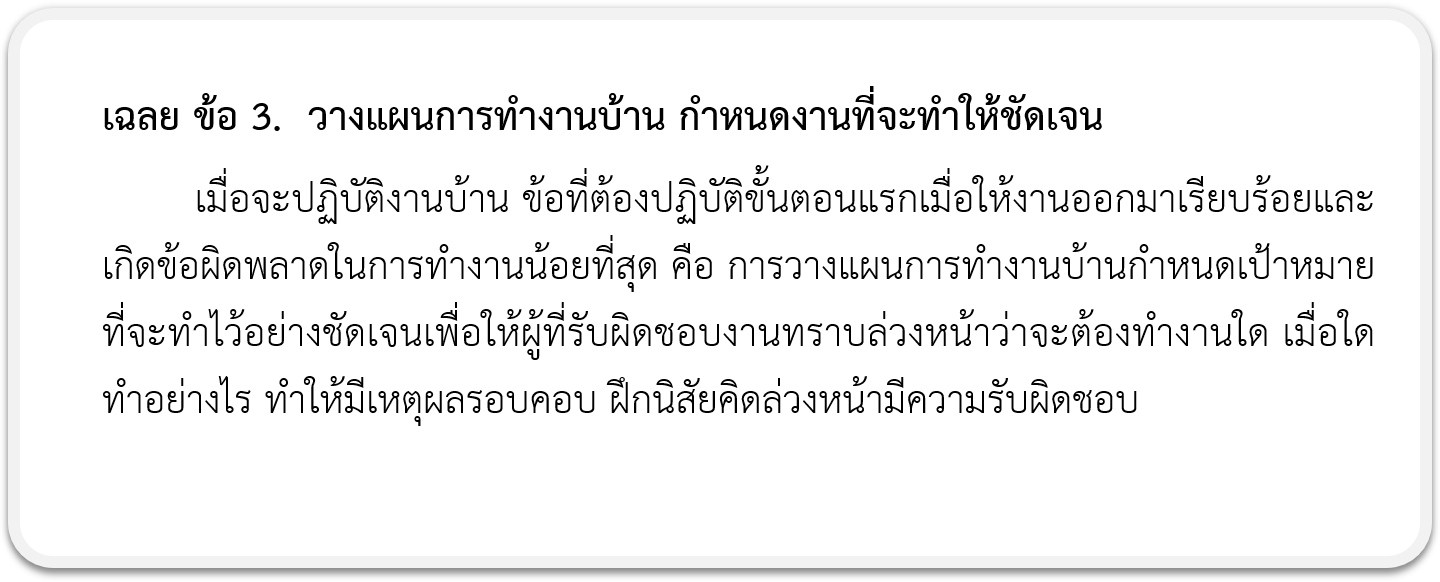 เฉลย ข้อ 3.  วางแผนการทำงานบ้าน กำหนดงานที่จะทำให้ชัดเจน
เมื่อจะปฏิบัติงานบ้าน ข้อที่ต้องปฏิบัติขั้นตอนแรกเมื่อให้งานออกมาเรียบร้อยและ
เกิดข้อผิดพลาดในการทำงานน้อยที่สุด คือ การวางแผนการทำงานบ้านกำหนดเป้าหมาย
ที่จะทำไว้อย่างชัดเจนเพื่อให้ผู้ที่รับผิดชอบงานทราบล่วงหน้าว่าจะต้องทำงานใด เมื่อใด
ทำอย่างไร ทำให้มีเหตุผลรอบคอบ ฝึกนิสัยคิดล่วงหน้ามีความรับผิดชอบ